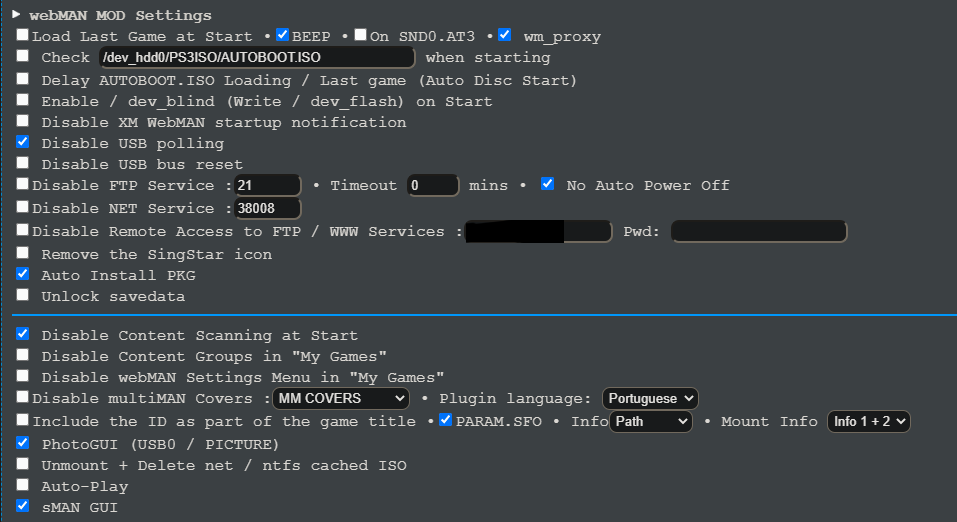 ▶ webMAN MOD Settings
Load Last Game at Start • BEEP • On SND0.AT3 • wm_proxy
Check /dev_hdd0/PS3ISO/AUTOBOOT.ISO when starting
Delay AUTOBOOT.ISO Loading / Last game (Auto Disc Start)
Enable / dev_blind (Write / dev_flash) on Start
Disable XM WebMAN startup notification
Disable USB polling
Disable USB bus reset
Disable FTP Service : 21 • Timeout 0 mins • No Auto Power Off
Disable NET Service : 38008
Disable Remote Access to FTP / WWW Services : Pwd:
Remove the SingStar icon
Auto Install PKG
Unlock savedata
Disable Content Scanning at Start
Disable Content Groups in "My Games"
Disable webMAN Settings Menu in "My Games"
Disable multiMAN Covers : MM COVERS • Plugin language: Portuguese
Include the ID as part of the game title • PARAM.SFO • Info Path • Mount Info Info 1 + 2
PhotoGUI (USB0 / PICTURE)
Unmount + Delete net / ntfs cached ISO
Auto-Play
sMAN GUI